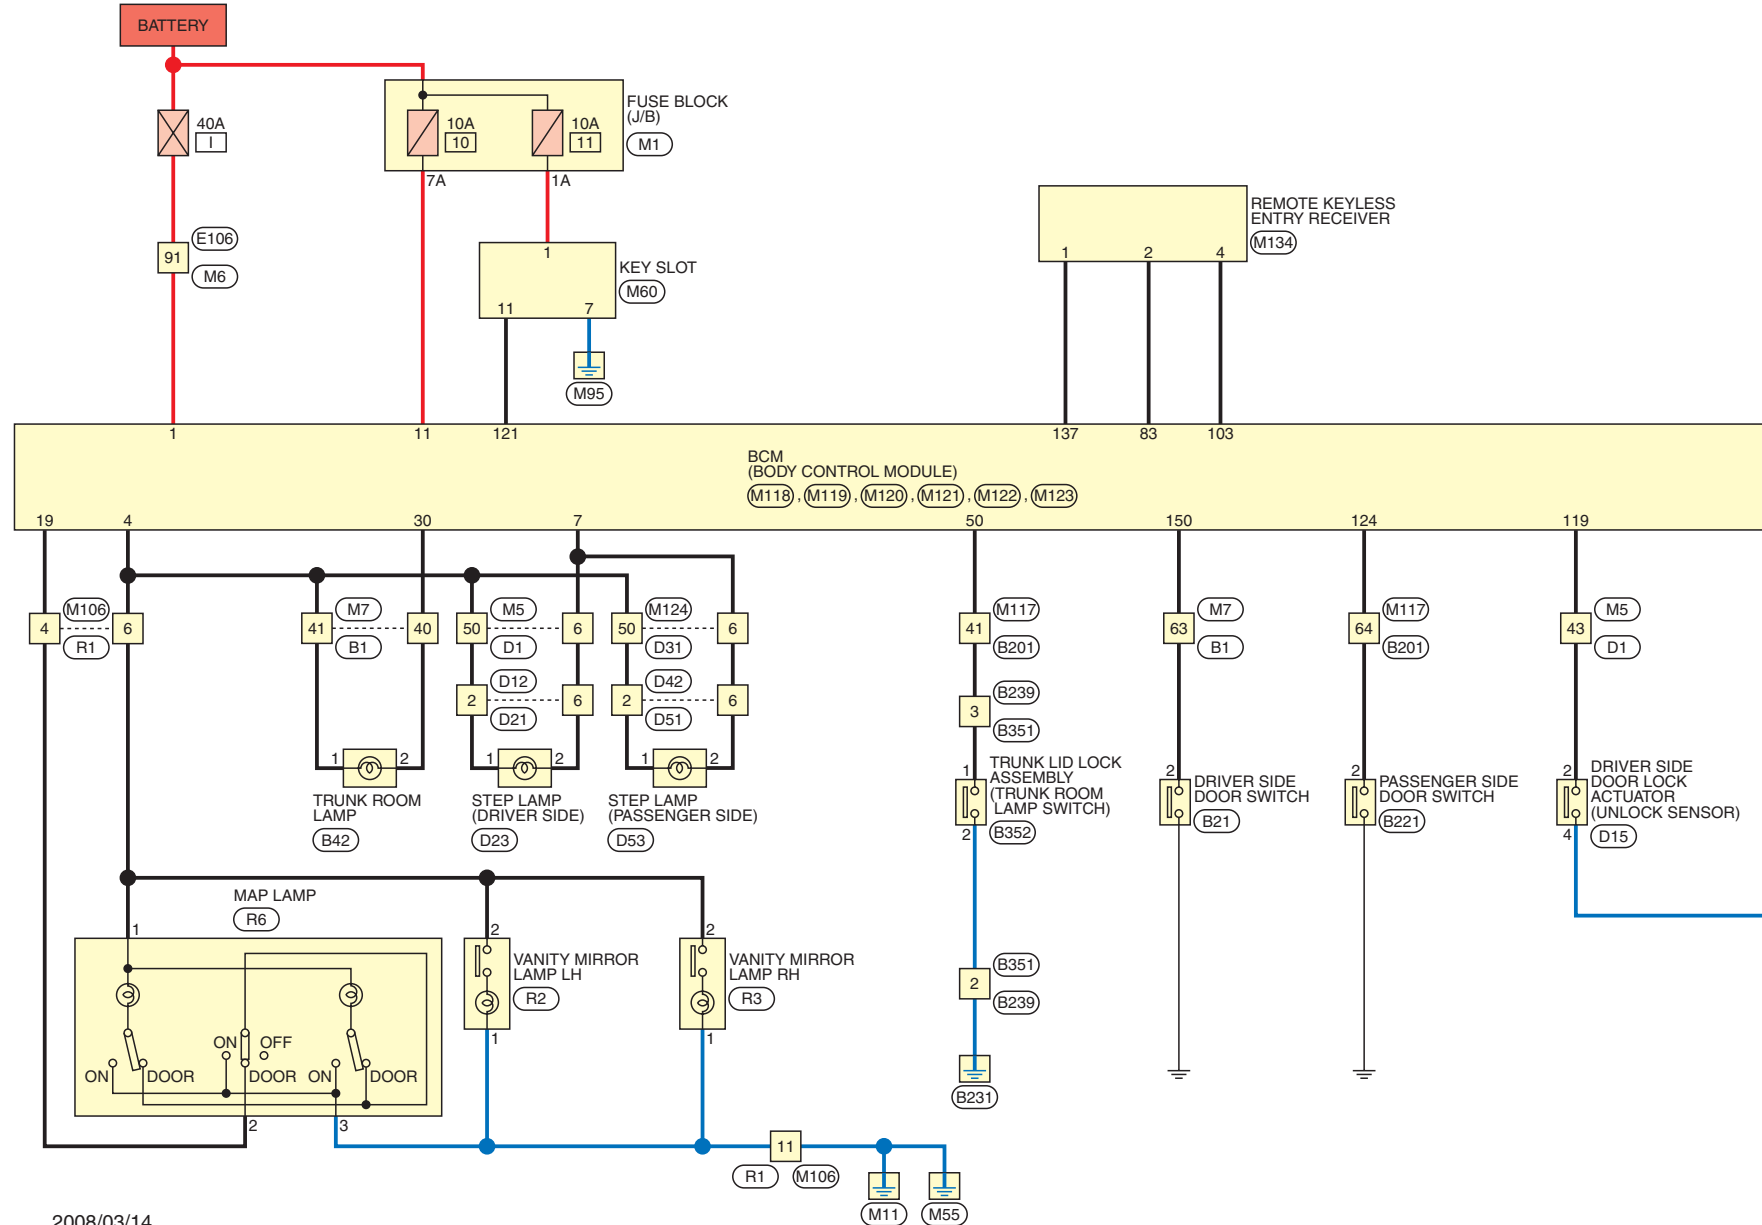 BATTERY
40A
I
10A
10
10A
11
FUSE BLOCK
(J/B)
M1
7A
1A
E106
91
M6
1
KEY SLOT
M60
11
7
M95
REMOTE KEYLESS
ENTRY RECEIVER
M134
1
2
4
1
11
121
137
83
103
BCM
(BODY CONTROL MODULE)
M118 , M119 , M120 , M121 , M122 , M123
19
4
30
7
50
150
124
119
4
M106
R1
6
41
M7
B1
40
50
M5
D1
6
50
M124
D31
6
2
D12
D21
6
2
D42
D51
6
41
M117
B201
63
M7
B1
64
M117
B201
43
M5
D1
3
B239
B351
1
2
TRUNK ROOM
LAMP
B42
1
2
STEP LAMP
(DRIVER SIDE)
D23
1
2
STEP LAMP
(PASSENGER SIDE)
D53
1
2
TRUNK LID LOCK
ASSEMBLY
(TRUNK ROOM
LAMP SWITCH)
B352
2
DRIVER SIDE
DOOR SWITCH
B21
2
PASSENGER SIDE
DOOR SWITCH
B221
2
4
DRIVER SIDE
DOOR LOCK
ACTUATOR
(UNLOCK SENSOR)
D15
MAP LAMP
R6
1
ON
DOOR
ON
OFF
DOOR
ON
DOOR
2
3
2
VANITY MIRROR
LAMP LH
R2
1
2
VANITY MIRROR
LAMP RH
R3
1
2
B351
B239
B231
11
R1
M106
M11
M55
2008/03/14